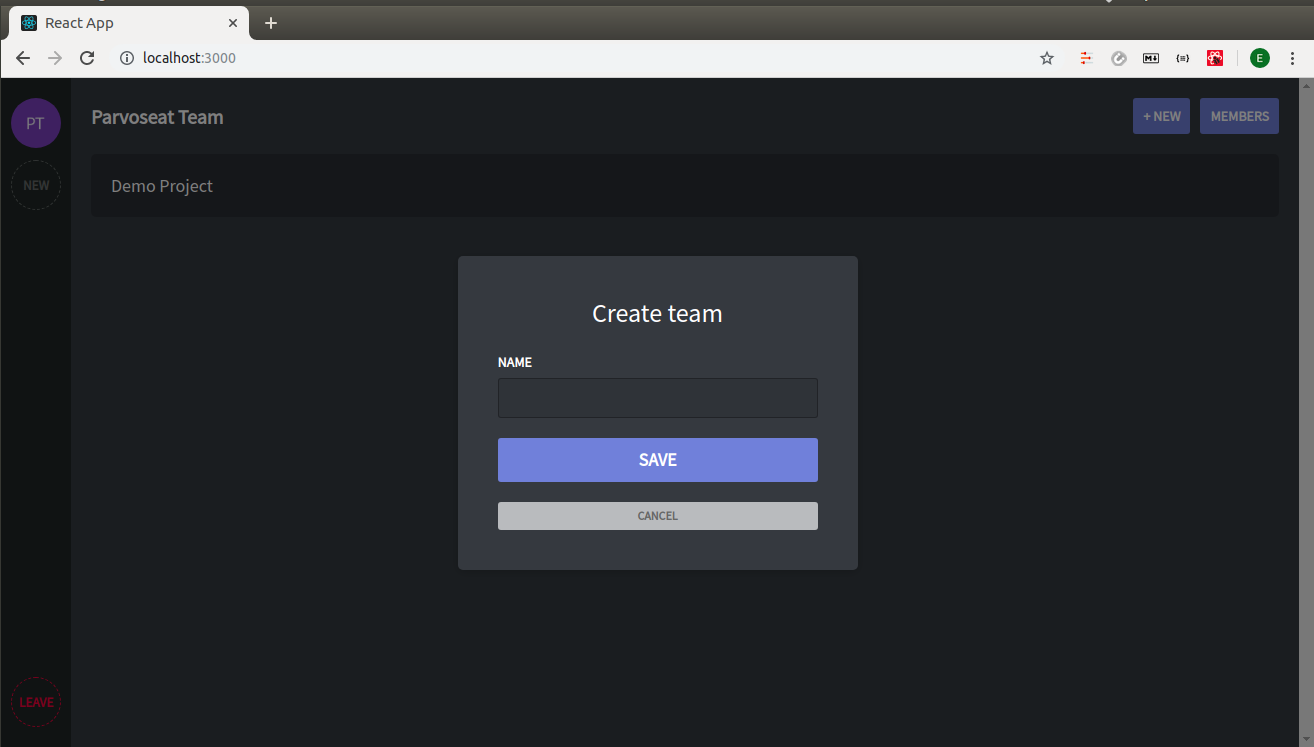 React App
localhost:3000
E
PT
Parvoseat Team
+ NEW
MEMBERS
NEW
Demo Project
Create team
NAME
SAVE
CANCEL
LEAVE